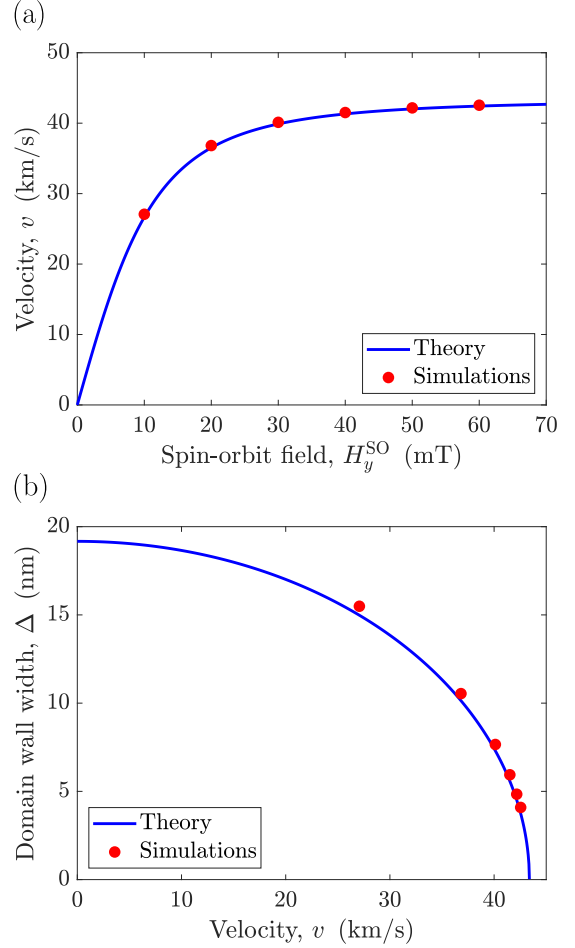 (a)
50
40
30
20
10
0
Velocity, v (km/s)
Theory
Simulations
0 10 20 30 40 50 60 70
Spin-orbit field, H_y^SO (mT)
(b)
20
15
10
5
0
Domain wall width, Δ (nm)
Theory
Simulations
0 10 20 30 40
Velocity, v (km/s)